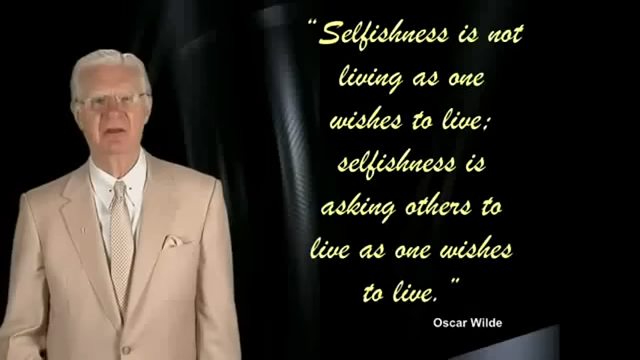 “Selfishness is not
living as one
wishes to live;
selfishness is
asking others to
live as one wishes
to live.”
Oscar Wilde